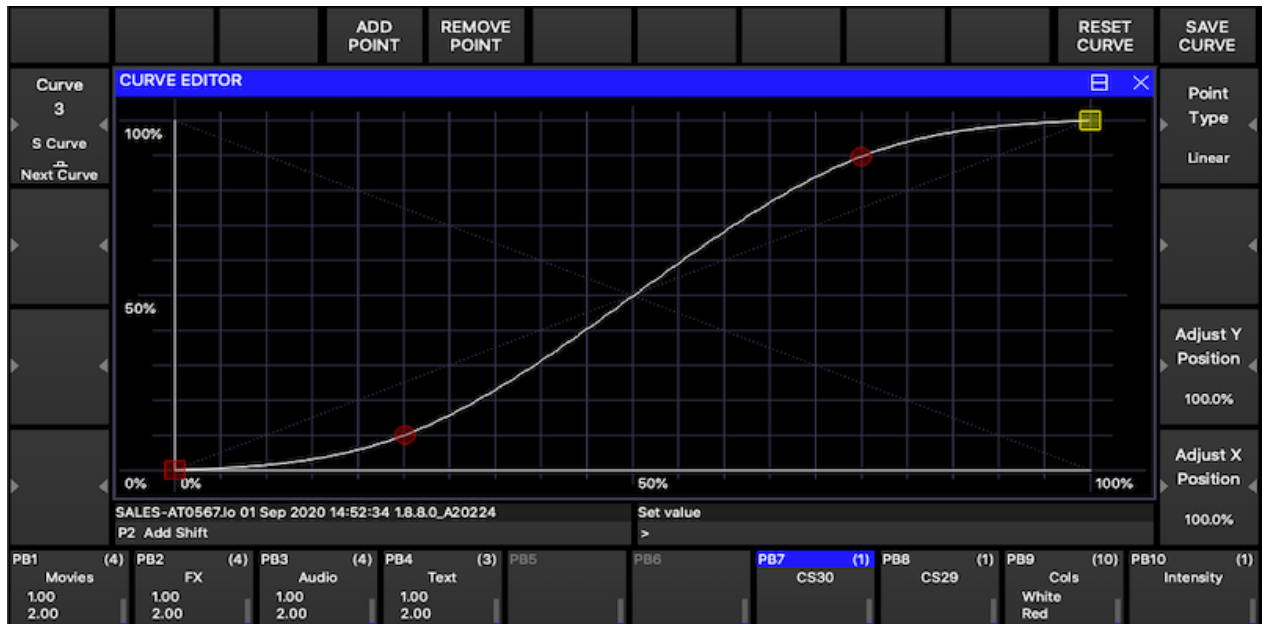 ADD POINT
REMOVE POINT
RESET CURVE
SAVE CURVE
Curve
3
S Curve
Next Curve
CURVE EDITOR
100%
50%
0%
0%
50%
100%
Point
Type
Linear
Adjust Y
Position
100.0%
Adjust X
Position
100.0%
SALES-AT0567.lo 01 Sep 2020 14:52:34 1.8.8.0_A20224
P2 Add Shift
Set value
>
PB1 (4)
Movies
1.00
2.00
PB2 (4)
FX
1.00
2.00
PB3 (4)
Audio
1.00
2.00
PB4 (3)
Text
1.00
2.00
PB5
PB6
PB7 (1)
CS30
PB8 (1)
CS29
PB9 (10)
Cols
White
Red
PB10 (1)
Intensity